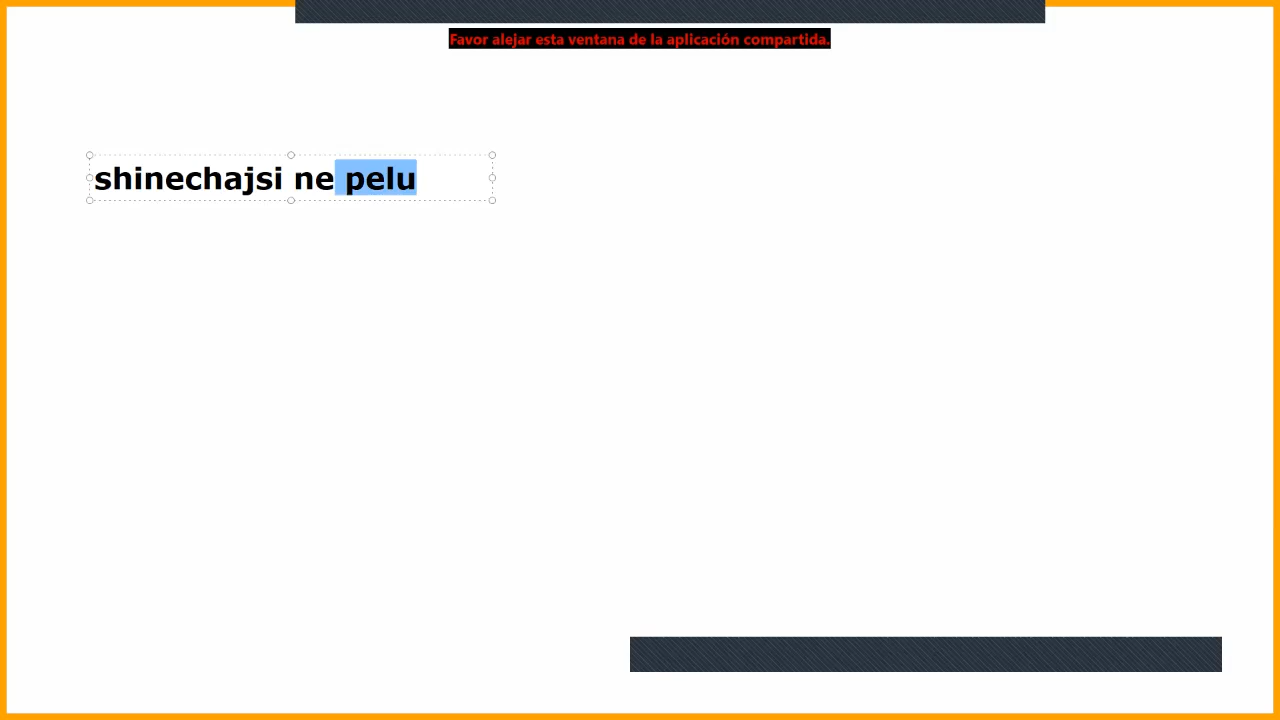 Favor alejar esta ventana de la aplicación compartida.
shinechajsi ne pelu